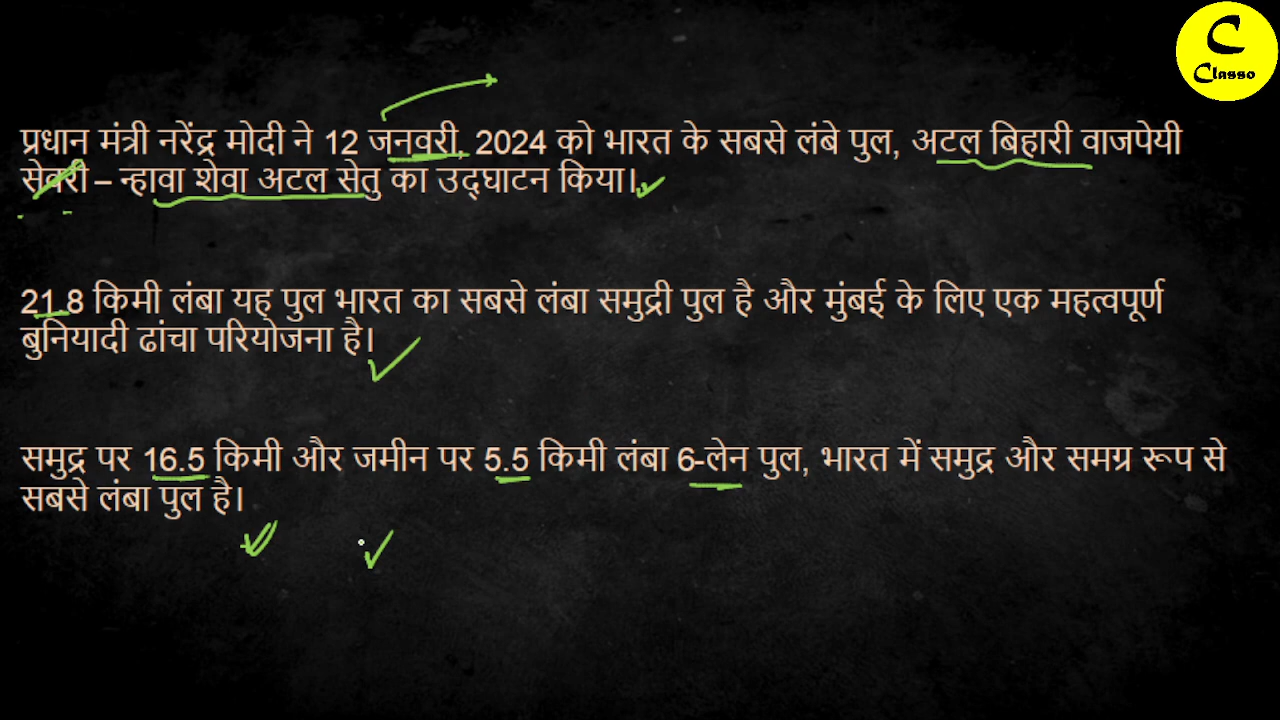 C
Classo
प्रधान मंत्री नरेंद्र मोदी ने 12 जनवरी, 2024 को भारत के सबसे लंबे पुल, अटल बिहारी वाजपेयी
सेवरी – न्हावा शेवा अटल सेतु का उद्घाटन किया।
21.8 किमी लंबा यह पुल भारत का सबसे लंबा समुद्री पुल है और मुंबई के लिए एक महत्वपूर्ण
बुनियादी ढांचा परियोजना है।
समुद्र पर 16.5 किमी और जमीन पर 5.5 किमी लंबा 6-लेन पुल, भारत में समुद्र और समग्र रूप से
सबसे लंबा पुल है।